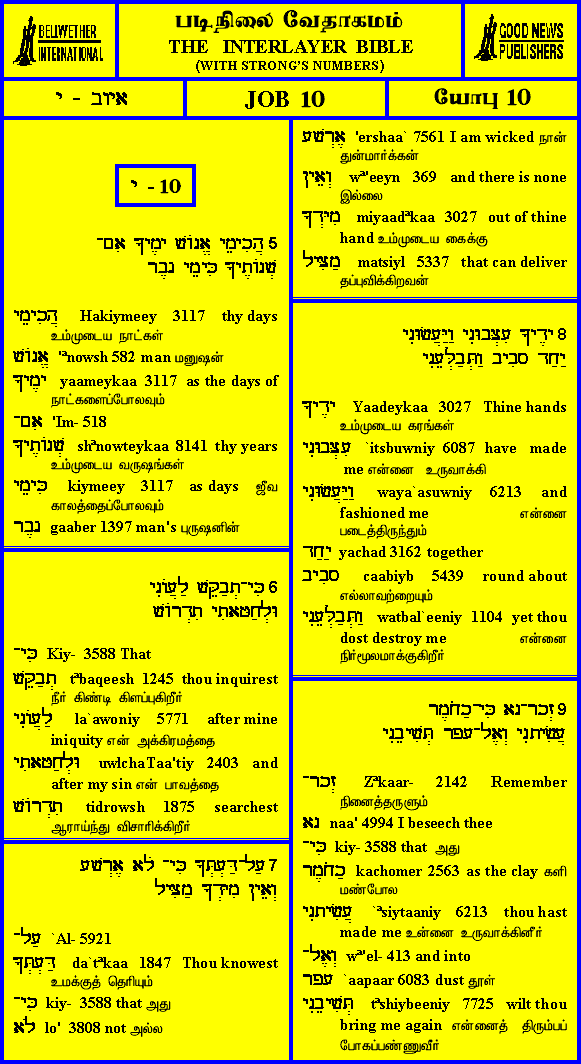 BELLWETHER
INTERNATIONAL
படிநிலை வேதாகமம்
THE INTERLAYER BIBLE
(WITH STRONG'S NUMBERS)
GOOD NEWS
PUBLISHERS
איוב - י
JOB 10
யோபு 10
י - 10
5 הֲכִימֵי אֱנוֹשׁ יָמֶיךָ אִם־
שְׁנוֹתֶיךָ כִּימֵי גָבֶר
הֲכִימֵי Hakiymeey 3117 thy days
உம்முடைய நாட்கள்
אֱנוֹשׁ 'ªnowsh 582 man மனுஷன்
יָמֶיךָ yaameykaa 3117 as the days of
நாட்களைப்போலவும்
אִם־ 'Im- 518
שְׁנוֹתֶיךָ shªnowteykaa 8141 thy years
உம்முடைய வருஷங்கள்
כִּימֵי kiymeey 3117 as days ஜீவ
காலத்தைப்போலவும்
גָבֶר gaaber 1397 man's புருஷனின்
6 כִּי־תְבַקֵּשׁ לַעֲוֺנִי
וּלְחַטָּאתִי תִדְרוֹשׁ
כִּי־ Kiy- 3588 That
תְבַקֵּשׁ tªbaqeesh 1245 thou inquirest
நீர் கிண்டி கிளப்புகிறீர்
לַעֲוֺנִי la`awoniy 5771 after mine
iniquity என் அக்கிரமத்தை
וּלְחַטָּאתִי uwlchaTaa'tiy 2403 and
after my sin என் பாவத்தை
תִדְרוֹשׁ tidrowsh 1875 searchest
ஆராய்ந்து விசாரிக்கிறீர்
7 עַל־דַּעְתְּךָ כִּי־ לֹא אֶרְשָׁע
וְאֵין מִיָּדְךָ מַצִּיל
עַל־ `Al- 5921
דַּעְתְּךָ da`tªkaa 1847 Thou knowest
உமக்குத் தெரியும்
כִּי־ kiy- 3588 that அது
לֹא lo' 3808 not அல்ல
אֶרְשָׁע 'ershaa` 7561 I am wicked நான்
துன்மார்க்கன்
וְאֵין wª'eeyn 369 and there is none
இல்லை
מִיָּדְךָ miyaadªkaa 3027 out of thine
hand உம்முடைய கைக்கு
מַצִּיל matsiyl 5337 that can deliver
தப்புவிக்கிறவன்
8 יָדֶיךָ עִצְּבוּנִי וַיַּעֲשׂוּנִי
יַחַד סָבִיב וַתְּבַלְּעֵנִי
יָדֶיךָ Yaadeykaa 3027 Thine hands
உம்முடைய கரங்கள்
עִצְּבוּנִי `itsbuwniy 6087 have made
me என்னை உருவாக்கி
וַיַּעֲשׂוּנִי waya`asuwniy 6213 and
fashioned me என்னை
படைத்திருந்தும்
יַחַד yachad 3162 together
סָבִיב caabiyb 5439 round about
எல்லாவற்றையும்
וַתְּבַלְּעֵנִי watbal`eeniy 1104 yet thou
dost destroy me என்னை
நிர்மூலமாக்குகிறீர்
9 זְכָר־נָא כִּי־כַחֹמֶר
עֲשִׂיתָנִי וְאֶל־עָפָר תְּשִׁיבֵנִי
זְכָר־ Zªkaar- 2142 Remember
நினைத்தருளும்
נָא naa' 4994 I beseech thee
כִּי־ kiy- 3588 that அது
כַחֹמֶר kachomer 2563 as the clay களி
மண்போல
עֲשִׂיתָנִי `ªsiytaaniy 6213 thou hast
made me உன்னை உருவாக்கினீர்
וְאֶל־ wª'el- 413 and into
עָפָר `aapaar 6083 dust தூள்
תְּשִׁיבֵנִי tªshiybeeniy 7725 wilt thou
bring me again என்னைத் திரும்பப்
போகப்பண்ணுவீர்